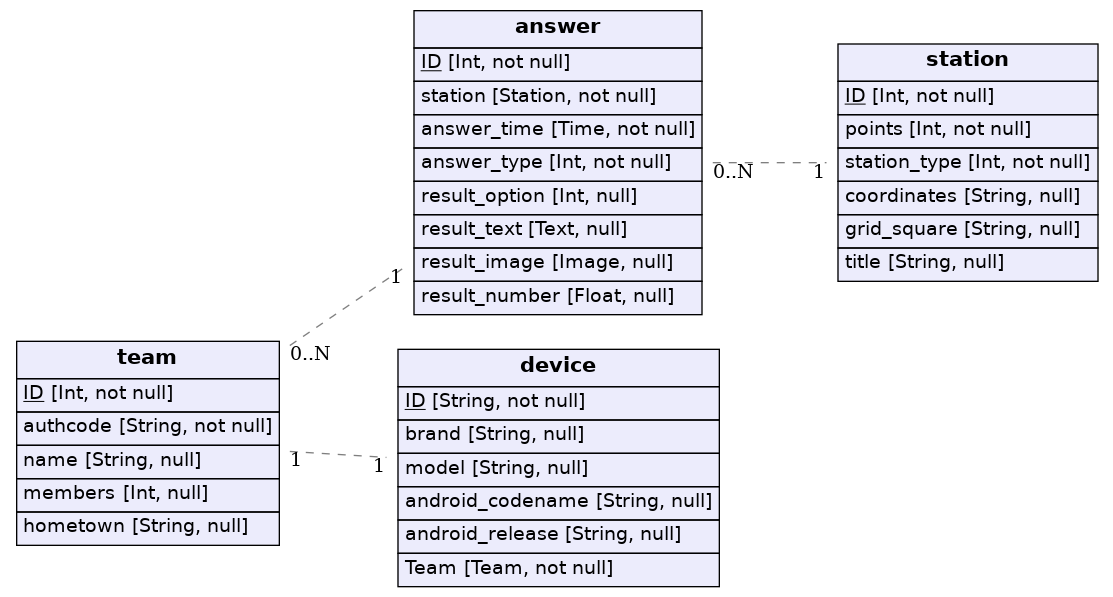 answer
ID [Int, not null]
station [Station, not null]
answer_time [Time, not null]
answer_type [Int, not null]
result_option [Int, null]
result_text [Text, null]
result_image [Image, null]
result_number [Float, null]
station
ID [Int, not null]
points [Int, not null]
station_type [Int, not null]
coordinates [String, null]
grid_square [String, null]
title [String, null]
0..N
1
1
0..N
team
ID [Int, not null]
authcode [String, not null]
name [String, null]
members [Int, null]
hometown [String, null]
1
1
device
ID [String, not null]
brand [String, null]
model [String, null]
android_codename [String, null]
android_release [String, null]
Team [Team, not null]